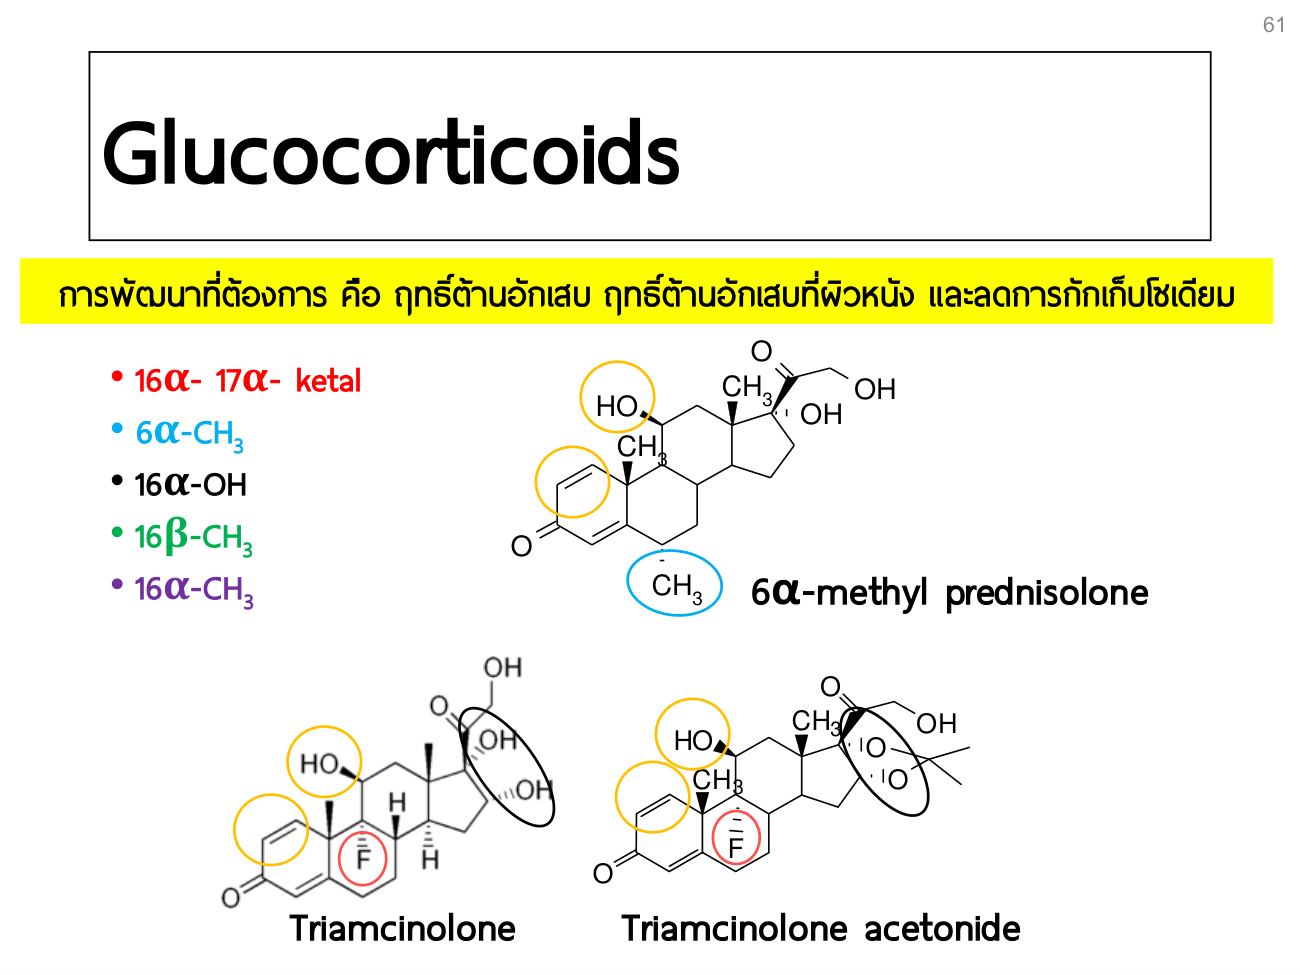 61
Glucocorticoids
การพัฒนาที่ต้องการ คือ ฤทธิ์ต้านอักเสบ ฤทธิ์ต้านอักเสบที่ผิวหนัง และลดการกักเก็บโซเดียม
• 16α- 17α- ketal
• 6α-CH₃
• 16α-OH
• 16β-CH₃
• 16α-CH₃
O
CH₃
OH
HO
OH
CH₃
O
CH₃
6α-methyl prednisolone
OH
O
OH
HO
OH
H
F
H
O
Triamcinolone
O
CH₃
OH
HO
O
CH₃
O
F
O
Triamcinolone acetonide